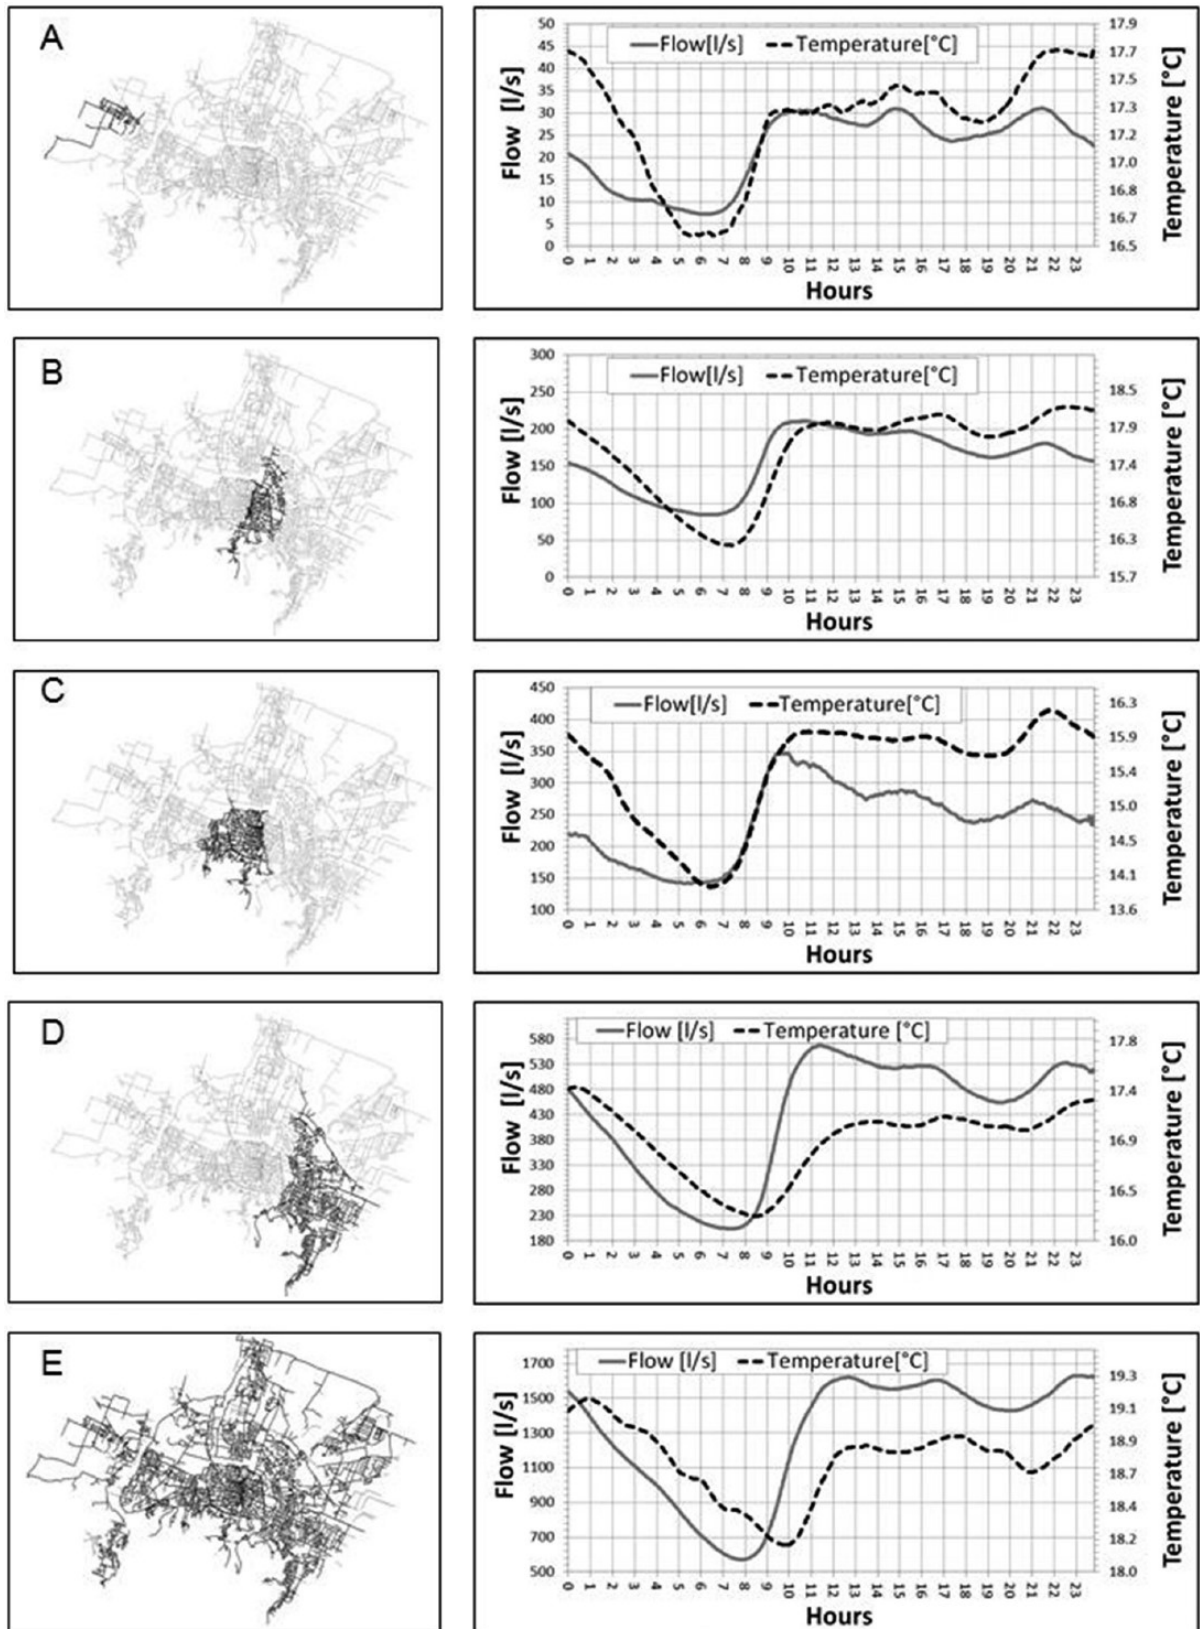 A
Flow[l/s] Temperature[°C]
Flow [l/s]
50
45
40
35
30
25
20
15
10
5
0
17.9
17.7
17.5
17.3
17.2
17.0
16.8
16.7
16.5
Temperature [°C]
0 1 2 3 4 5 6 7 8 9 10 11 12 13 14 15 16 17 18 19 20 21 22 23
Hours
B
Flow[l/s] Temperature[°C]
Flow [l/s]
300
250
200
150
100
50
0
18.5
17.9
17.4
16.8
16.3
15.7
Temperature [°C]
0 1 2 3 4 5 6 7 8 9 10 11 12 13 14 15 16 17 18 19 20 21 22 23
Hours
C
Flow[l/s] Temperature[°C]
Flow [l/s]
450
400
350
300
250
200
150
100
16.3
15.9
15.4
15.0
14.5
14.1
13.6
Temperature [°C]
0 1 2 3 4 5 6 7 8 9 10 11 12 13 14 15 16 17 18 19 20 21 22 23
Hours
D
Flow [l/s] Temperature [°C]
Flow [l/s]
580
530
480
430
380
330
280
230
180
17.8
17.4
16.9
16.5
16.0
Temperature [°C]
0 1 2 3 4 5 6 7 8 9 10 11 12 13 14 15 16 17 18 19 20 21 22 23
Hours
E
Flow [l/s] Temperature[°C]
Flow [l/s]
1700
1500
1300
1100
900
700
500
19.3
19.1
18.9
18.7
18.4
18.2
18.0
Temperature [°C]
0 1 2 3 4 5 6 7 8 9 10 11 12 13 14 15 16 17 18 19 20 21 22 23
Hours